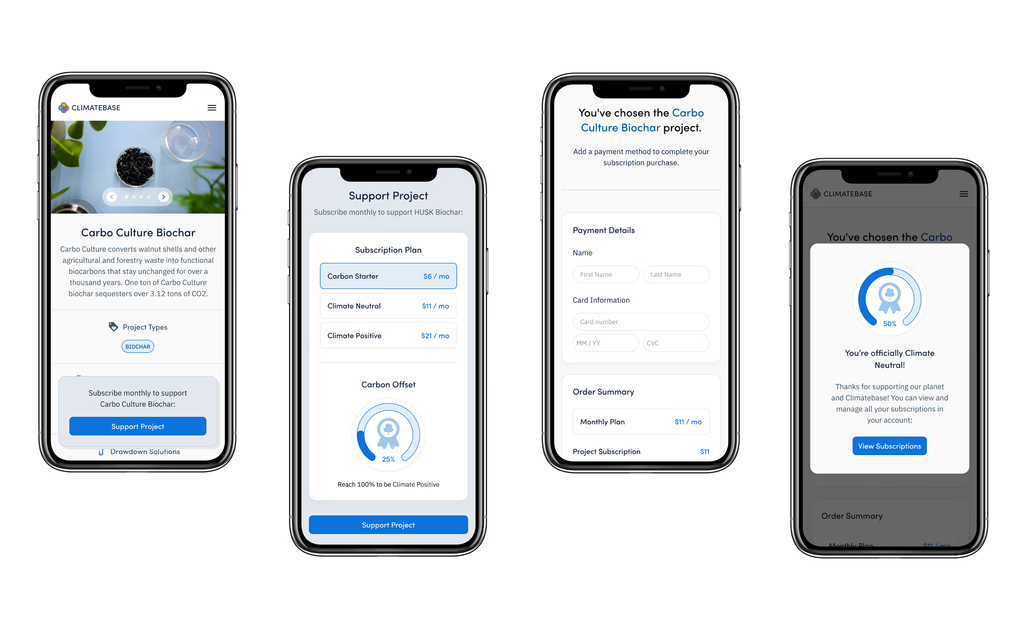 CLIMATEBASE
Carbo Culture Biochar
Carbo Culture converts walnut shells and other
agricultural and forestry waste into functional
biocarbons that stay unchanged for over a
thousand years. One ton of Carbo Culture
biochar sequesters over 3.12 tons of CO2.
Project Types
BIOCHAR
Subscribe monthly to support
Carbo Culture Biochar:
Support Project
Drawdown Solutions
Support Project
Subscribe monthly to support HUSK Biochar:
Subscription Plan
Carbon Starter $6 / mo
Climate Neutral $11 / mo
Climate Positive $21 / mo
Carbon Offset
25%
Reach 100% to be Climate Positive
Support Project
You've chosen the Carbo
Culture Biochar project.
Add a payment method to complete your
subscription purchase.
Payment Details
Name
First Name Last Name
Card Information
Card number
MM / YY CVC
Order Summary
Monthly Plan $11 / mo
Project Subscription $11
CLIMATEBASE
You've chosen the Carbo
50%
You're officially Climate
Neutral!
Thanks for supporting our planet
and Climatebase! You can view and
manage all your subscriptions in
your account:
View Subscriptions
Order Summary
Monthly Plan $11 / mo